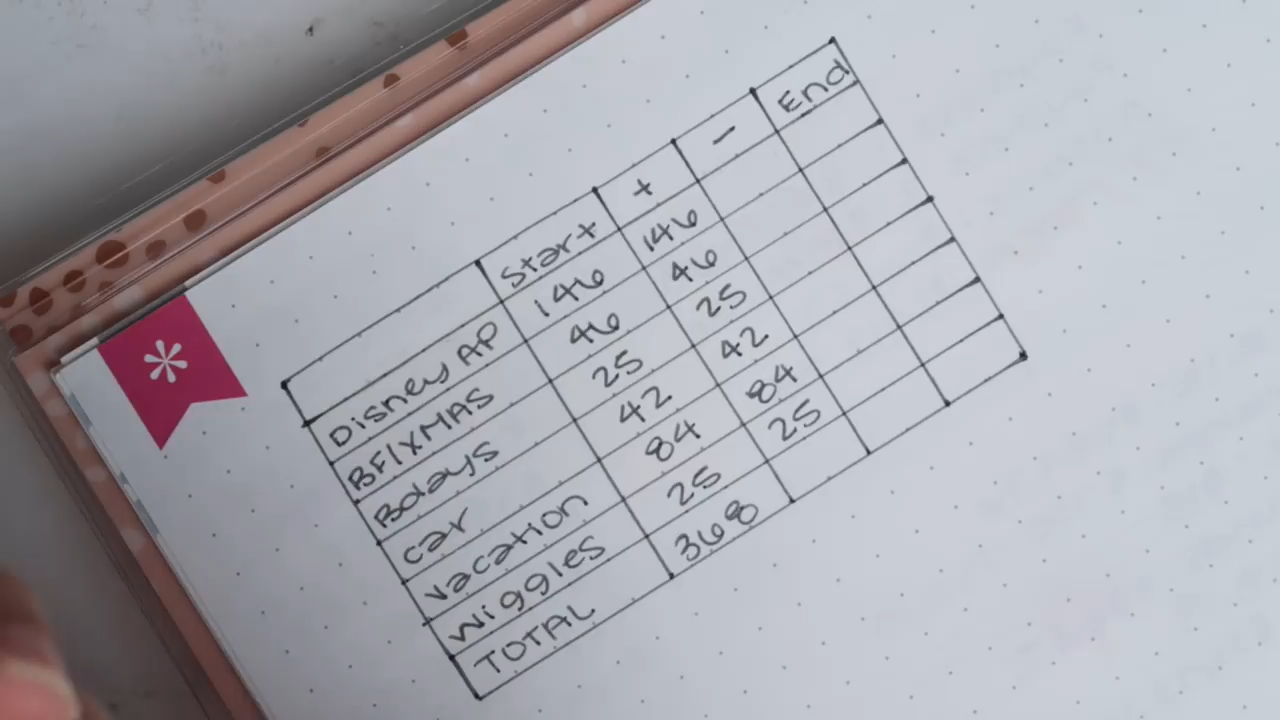 Start + − End
Disney AP 146 146
BF/XMAS 46 46
Bdays 25 25
car 42 42
vacation 84 84
wiggles 25 25
TOTAL 368